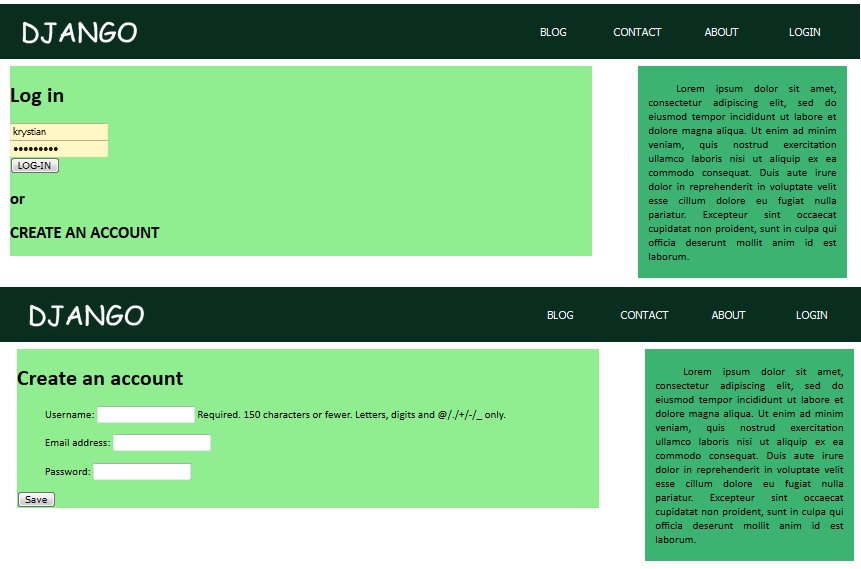 DJANGO
BLOG CONTACT ABOUT LOGIN
Log in
krystian
●●●●●●●●●
LOG-IN
or
CREATE AN ACCOUNT
Lorem ipsum dolor sit amet,
consectetur adipiscing elit, sed do
eiusmod tempor incididunt ut labore et
dolore magna aliqua. Ut enim ad minim
veniam, quis nostrud exercitation
ullamco laboris nisi ut aliquip ex ea
commodo consequat. Duis aute irure
dolor in reprehenderit in voluptate velit
esse cillum dolore eu fugiat nulla
pariatur. Excepteur sint occaecat
cupidatat non proident, sunt in culpa qui
officia deserunt mollit anim id est
laborum.
DJANGO
BLOG CONTACT ABOUT LOGIN
Create an account
Username: Required. 150 characters or fewer. Letters, digits and @/./+/-/_ only.
Email address:
Password:
Save
Lorem ipsum dolor sit amet,
consectetur adipiscing elit, sed do
eiusmod tempor incididunt ut labore et
dolore magna aliqua. Ut enim ad minim
veniam, quis nostrud exercitation
ullamco laboris nisi ut aliquip ex ea
commodo consequat. Duis aute irure
dolor in reprehenderit in voluptate velit
esse cillum dolore eu fugiat nulla
pariatur. Excepteur sint occaecat
cupidatat non proident, sunt in culpa qui
officia deserunt mollit anim id est
laborum.